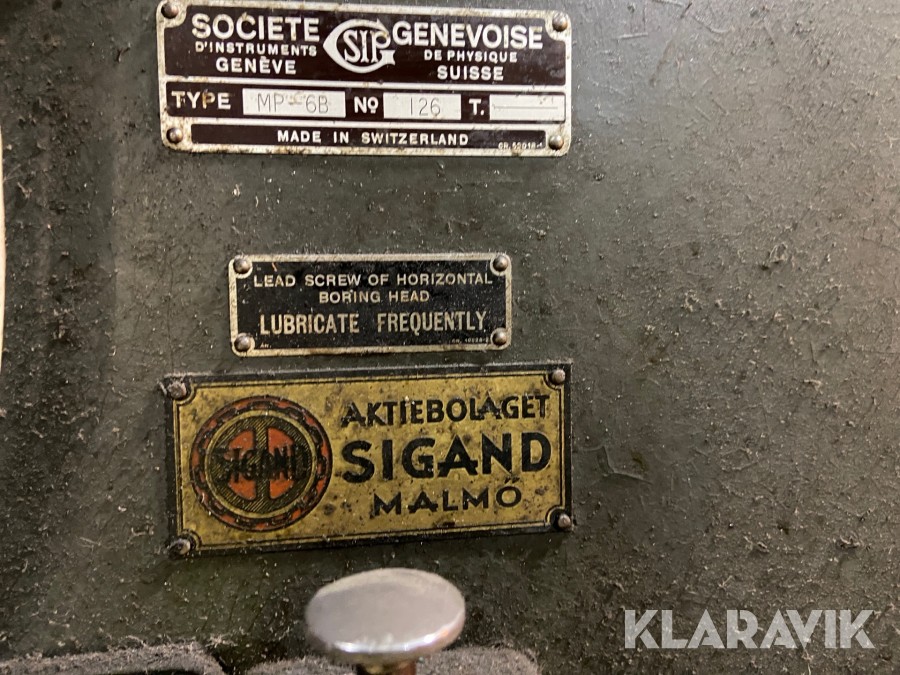 SOCIETE SIP GENEVOISE
D'INSTRUMENTS DE PHYSIQUE
GENÈVE SUISSE
TYPE MP-6B Nº 126 T.
MADE IN SWITZERLAND
LEAD SCREW OF HORIZONTAL
BORING HEAD
LUBRICATE FREQUENTLY
AKTIEBOLAGET
SIGAND
SIGAND
MALMÖ
KLARAVIK